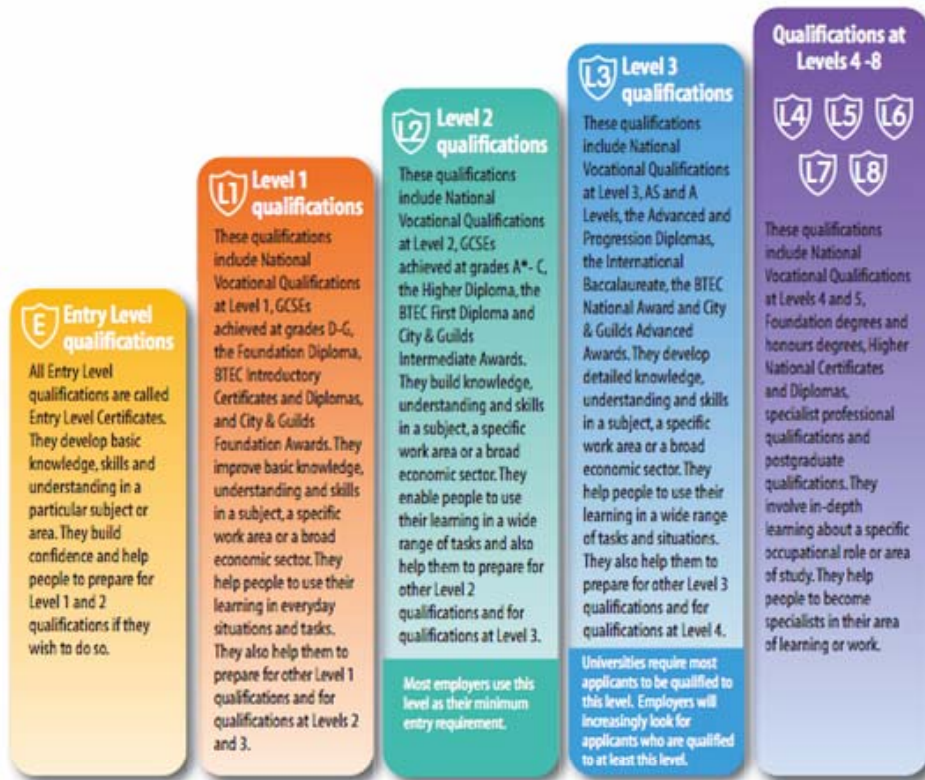 E
Entry Level
qualifications
All Entry Level
qualifications are called
Entry Level Certificates.
They develop basic
knowledge, skills and
understanding in a
particular subject or
area. They build
confidence and help
people to prepare for
Level 1 and 2
qualifications if they
wish to do so.
L1
Level 1
qualifications
These qualifications
include National
Vocational Qualifications
at Level 1, GCSEs
achieved at grades D-G,
the Foundation Diploma,
BTEC Introductory
Certificates and Diplomas,
and City & Guilds
Foundation Awards. They
improve basic knowledge,
understanding and skills
in a subject, a specific
work area or a broad
economic sector. They
help people to use their
learning in everyday
situations and tasks.
They also help them to
prepare for other Level 1
qualifications and for
qualifications at Levels 2
and 3.
L2
Level 2
qualifications
These qualifications
include National
Vocational Qualifications
at Level 2, GCSEs
achieved at grades A*- C,
the Higher Diploma, the
BTEC First Diploma and
City & Guilds
Intermediate Awards.
They build knowledge,
understanding and skills
in a subject, a specific
work area or a broad
economic sector. They
enable people to use
their learning in a wide
range of tasks and also
help them to prepare for
other Level 2
qualifications and for
qualifications at Level 3.
Most employers use this
level as their minimum
entry requirement.
L3
Level 3
qualifications
These qualifications
include National
Vocational Qualifications
at Level 3, AS and A
Levels, the Advanced and
Progression Diplomas,
the International
Baccalaureate, the BTEC
National Award and City
& Guilds Advanced
Awards. They develop
detailed knowledge,
understanding and skills
in a subject, a specific
work area or a broad
economic sector. They
help people to use their
learning in a wide range
of tasks and situations.
They also help them to
prepare for other Level 3
qualifications and for
qualifications at Level 4.
Universities require most
applicants to be qualified to
this level. Employers will
increasingly look for
applicants who are qualified
to at least this level.
Qualifications at
Levels 4 -8
L4 L5 L6
L7 L8
These qualifications
include National
Vocational Qualifications
at Levels 4 and 5,
Foundation degrees and
honours degrees, Higher
National Certificates
and Diplomas,
specialist professional
qualifications and
postgraduate
qualifications. They
involve in-depth
learning about a specific
occupational role or area
of study. They help
people to become
specialists in their area
of learning or work.